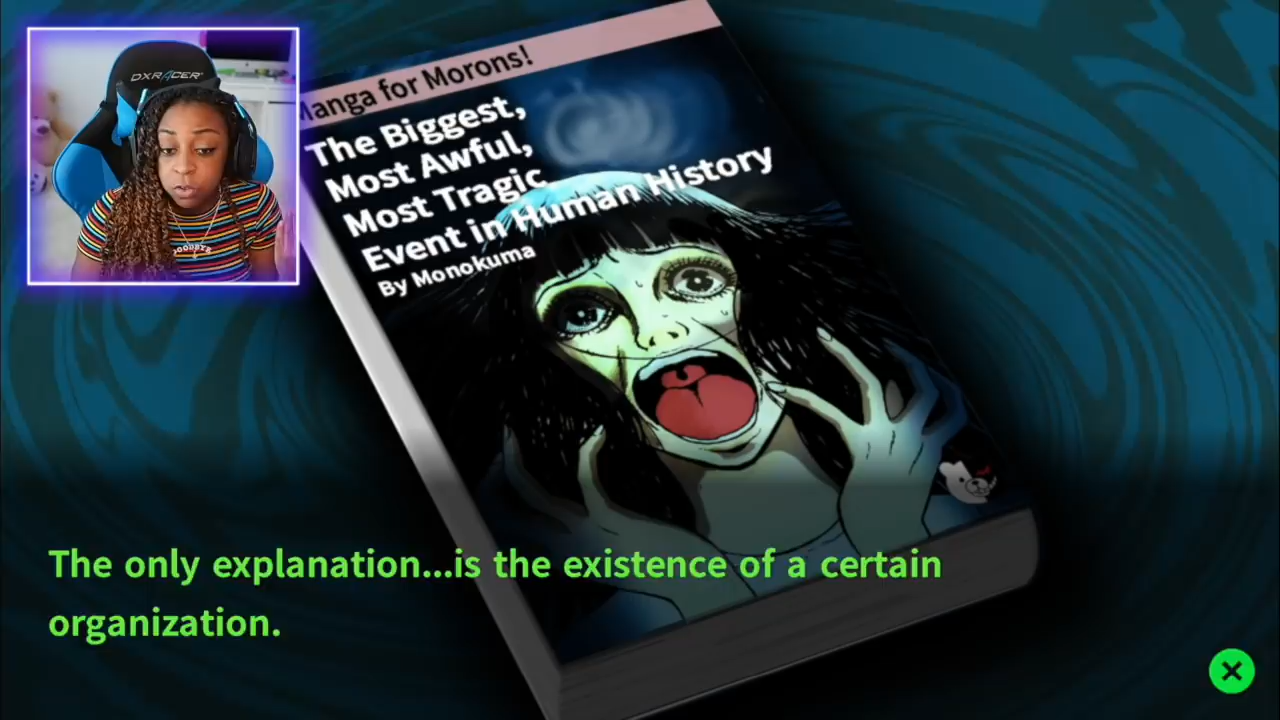 DXRACER
GOODBYE
Manga for Morons!
The Biggest,
Most Awful,
Most Tragic
Event in Human History
By Monokuma
The only explanation...is the existence of a certain
organization.